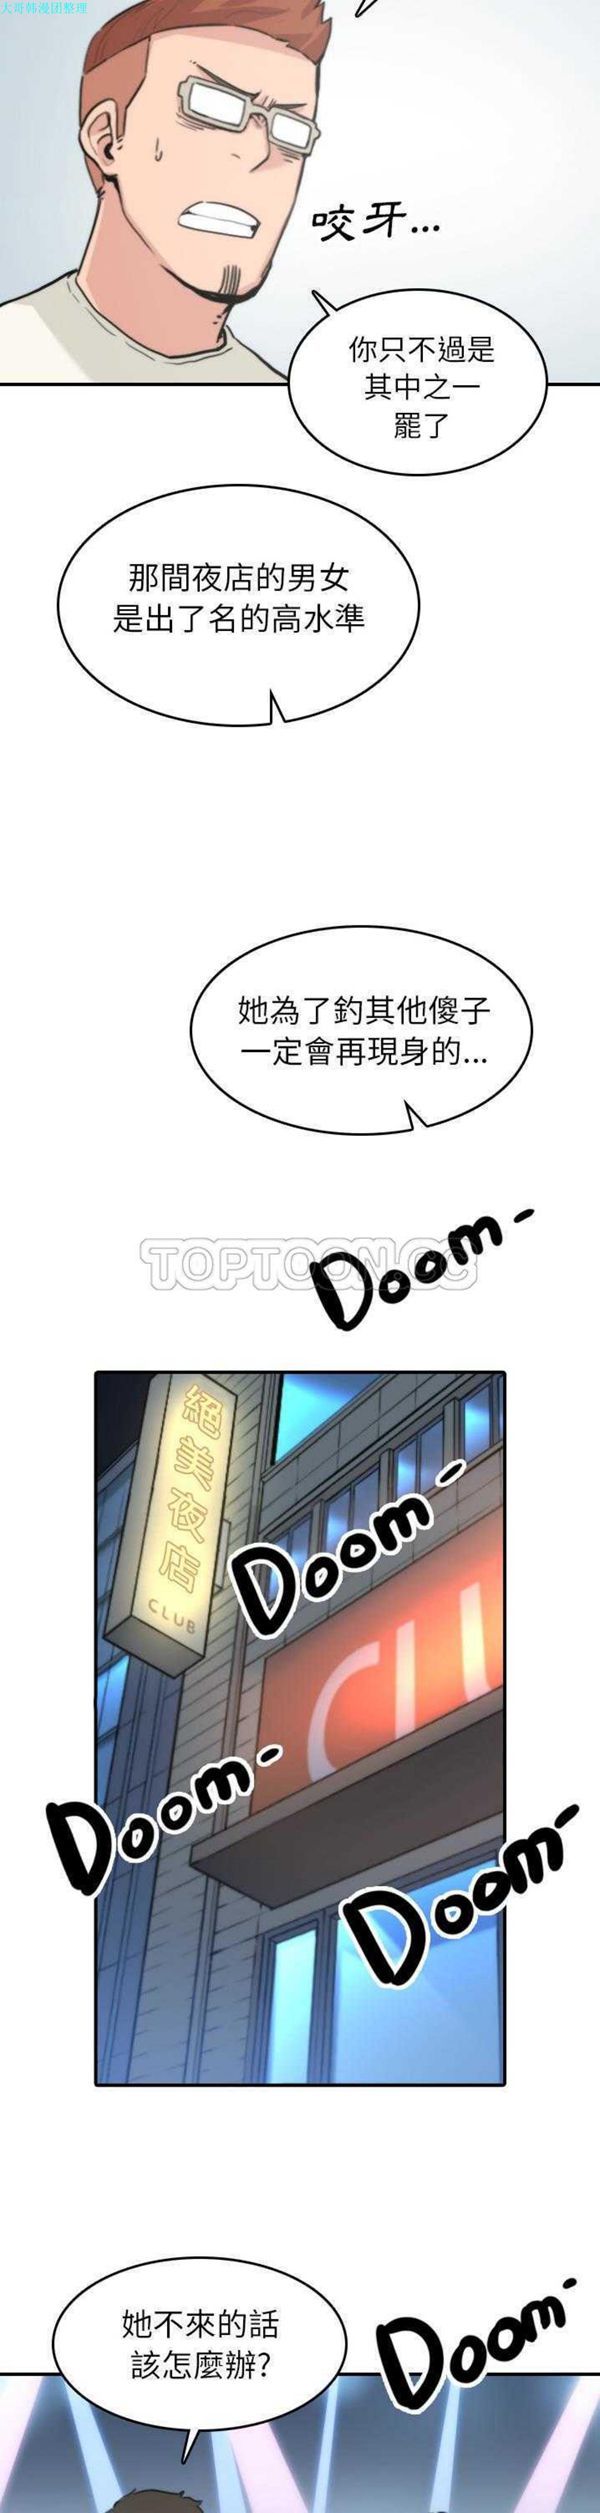 大哥韩漫团整理
咬牙...
你只不過是
其中之一
罷了
那間夜店的男女
是出了名的高水準
她為了釣其他傻子
一定會再現身的...
Doom-
TOPTOON.CC
絕美夜店
CLUB
Doom-
CLU
Doom-
Doom-
她不來的話
該怎麼辦?
Doom-